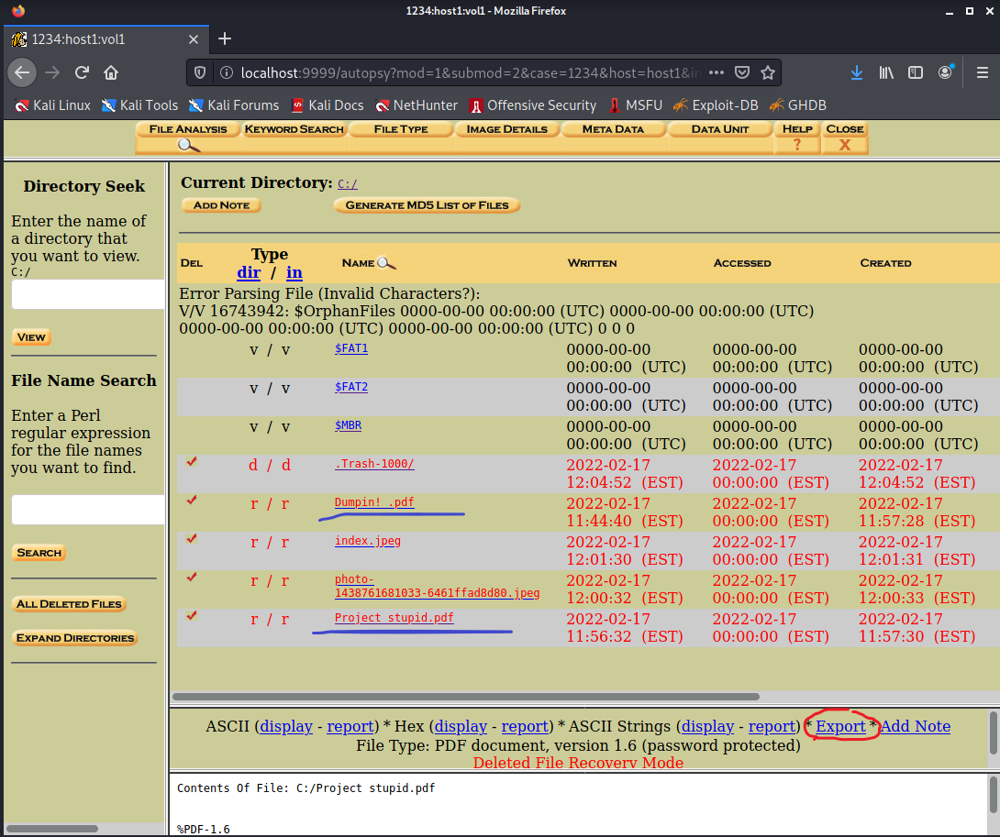 1234:host1:vol1 - Mozilla Firefox
1234:host1:vol1
localhost:9999/autopsy?mod=1&submod=2&case=1234&host=host1&in
Kali Linux Kali Tools Kali Forums Kali Docs NetHunter Offensive Security MSFU Exploit-DB GHDB
FILE ANALYSIS KEYWORD SEARCH FILE TYPE IMAGE DETAILS META DATA DATA UNIT HELP CLOSE
? X
Directory Seek
Enter the name of
a directory that
you want to view.
C:/
VIEW
File Name Search
Enter a Perl
regular expression
for the file names
you want to find.
SEARCH
ALL DELETED FILES
EXPAND DIRECTORIES
Current Directory: C:/
ADD NOTE GENERATE MD5 LIST OF FILES
DEL Type NAME WRITTEN ACCESSED CREATED
dir / in
Error Parsing File (Invalid Characters?):
V/V 16743942: $OrphanFiles 0000-00-00 00:00:00 (UTC) 0000-00-00 00:00:00 (UTC)
0000-00-00 00:00:00 (UTC) 0000-00-00 00:00:00 (UTC) 0 0 0
v / v $FAT1 0000-00-00 0000-00-00 0000-00-00
00:00:00 (UTC) 00:00:00 (UTC) 00:00:00 (UTC)
v / v $FAT2 0000-00-00 0000-00-00 0000-00-00
00:00:00 (UTC) 00:00:00 (UTC) 00:00:00 (UTC)
v / v $MBR 0000-00-00 0000-00-00 0000-00-00
00:00:00 (UTC) 00:00:00 (UTC) 00:00:00 (UTC)
d / d .Trash-1000/ 2022-02-17 2022-02-17 2022-02-17
12:04:52 (EST) 00:00:00 (EST) 12:04:52 (EST)
r / r Dumpin! .pdf 2022-02-17 2022-02-17 2022-02-17
11:44:40 (EST) 00:00:00 (EST) 11:57:28 (EST)
r / r index.jpeg 2022-02-17 2022-02-17 2022-02-17
12:01:30 (EST) 00:00:00 (EST) 12:01:31 (EST)
r / r photo- 2022-02-17 2022-02-17 2022-02-17
1438761681033-6461ffad8d80.jpeg 12:00:32 (EST) 00:00:00 (EST) 12:00:33 (EST)
r / r Project stupid.pdf 2022-02-17 2022-02-17 2022-02-17
11:56:32 (EST) 00:00:00 (EST) 11:57:30 (EST)
ASCII (display - report) * Hex (display - report) * ASCII Strings (display - report) * Export * Add Note
File Type: PDF document, version 1.6 (password protected)
Deleted File Recovery Mode
Contents Of File: C:/Project stupid.pdf
%PDF-1.6